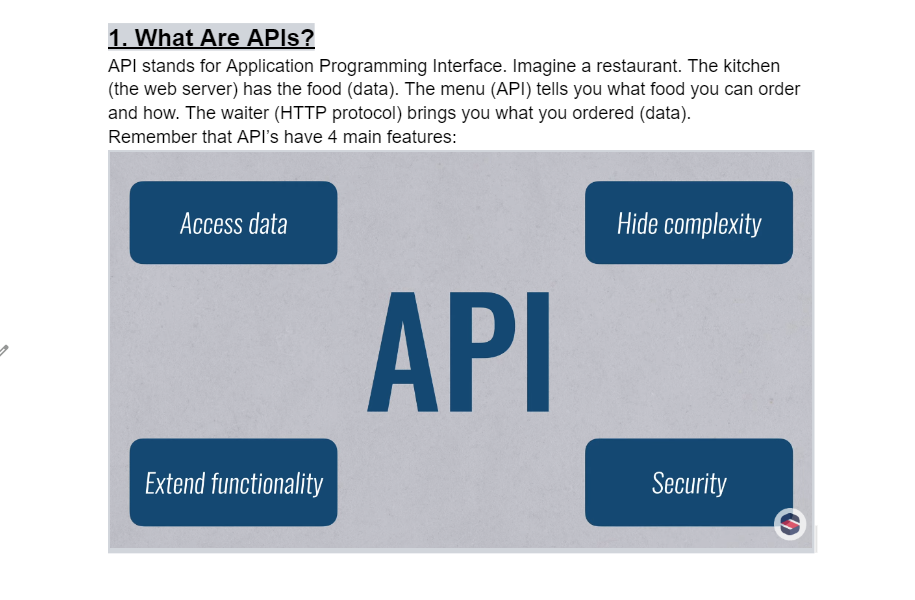 1. What Are APIs?
API stands for Application Programming Interface. Imagine a restaurant. The kitchen
(the web server) has the food (data). The menu (API) tells you what food you can order
and how. The waiter (HTTP protocol) brings you what you ordered (data).
Remember that API’s have 4 main features:
Access data
Hide complexity
API
Extend functionality
Security